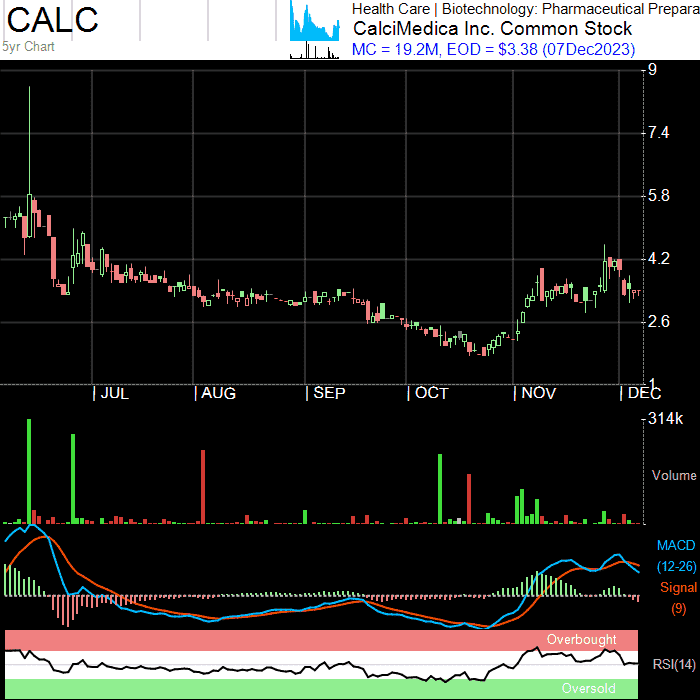 CALC
5yr Chart
Health Care | Biotechnology: Pharmaceutical Prepara
CalciMedica Inc. Common Stock
MC = 19.2M, EOD = $3.38 (07Dec2023)
9
7.4
5.8
4.2
2.6
1
JUL
AUG
SEP
OCT
NOV
DEC
314k
Volume
MACD
(12-26)
Signal
(9)
Overbought
RSI(14)
Oversold